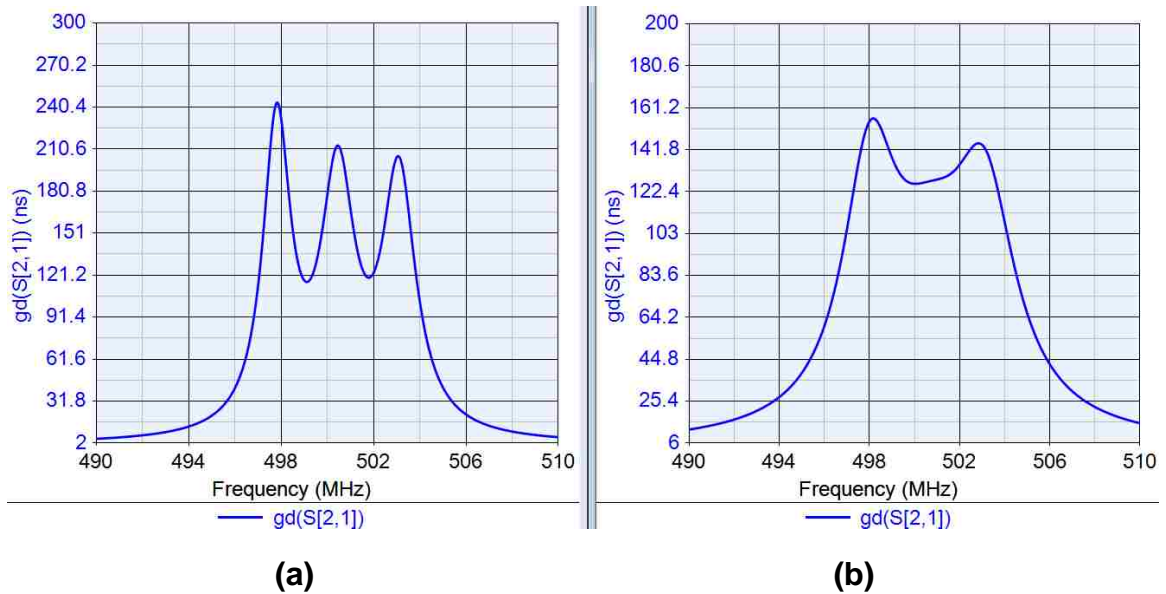 300
270.2
240.4
210.6
180.8
151
121.2
91.4
61.6
31.8
2
gd(S[2,1]) (ns)
490 494 498 502 506 510
Frequency (MHz)
gd(S[2,1])
(a)
200
180.6
161.2
141.8
122.4
103
83.6
64.2
44.8
25.4
6
gd(S[2,1]) (ns)
490 494 498 502 506 510
Frequency (MHz)
gd(S[2,1])
(b)